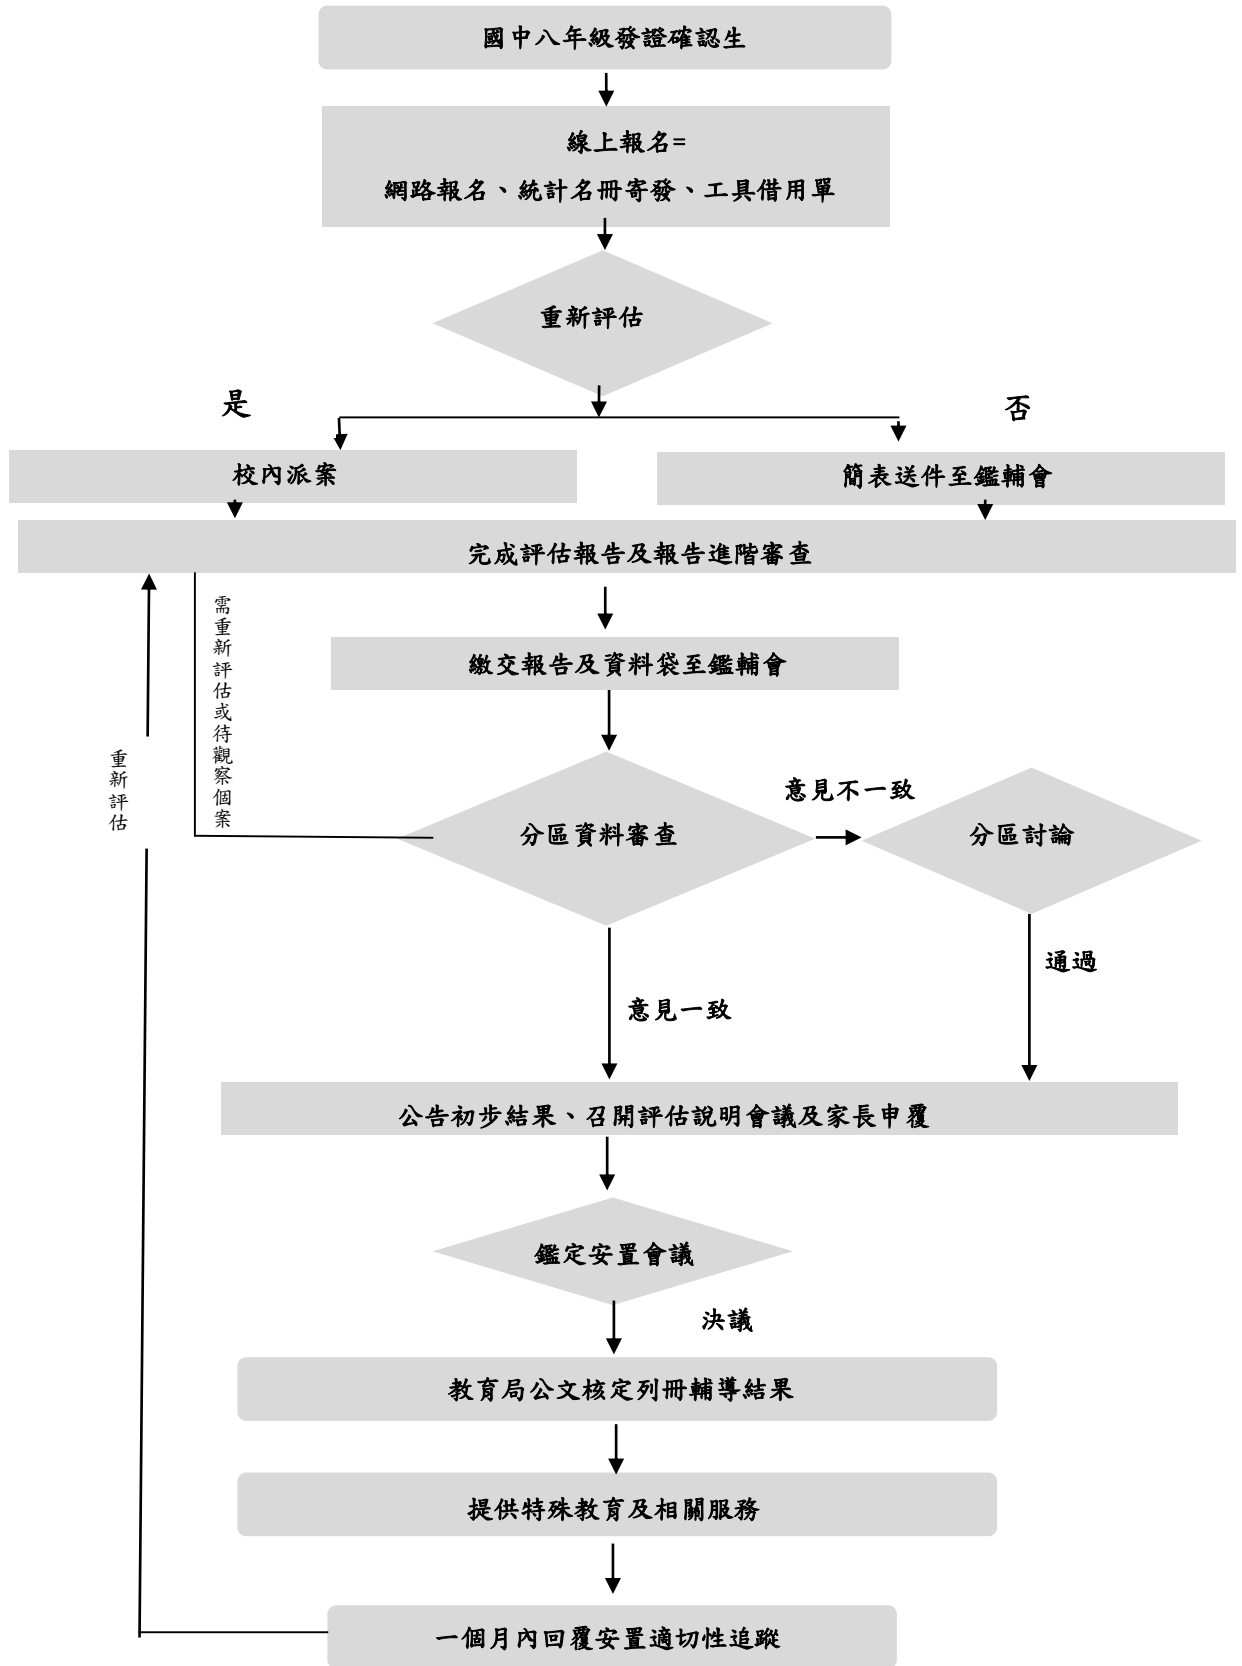 國中八年級發證確認生
線上報名=
網路報名、統計名冊寄發、工具借用單
重新評估
是
否
校內派案
簡表送件至鑑輔會
完成評估報告及報告進階審查
需重新評估或待觀察個案
繳交報告及資料袋至鑑輔會
重新評估
意見不一致
分區資料審查
分區討論
通過
意見一致
公告初步結果、召開評估說明會議及家長申覆
鑑定安置會議
決議
教育局公文核定列冊輔導結果
提供特殊教育及相關服務
一個月內回覆安置適切性追蹤